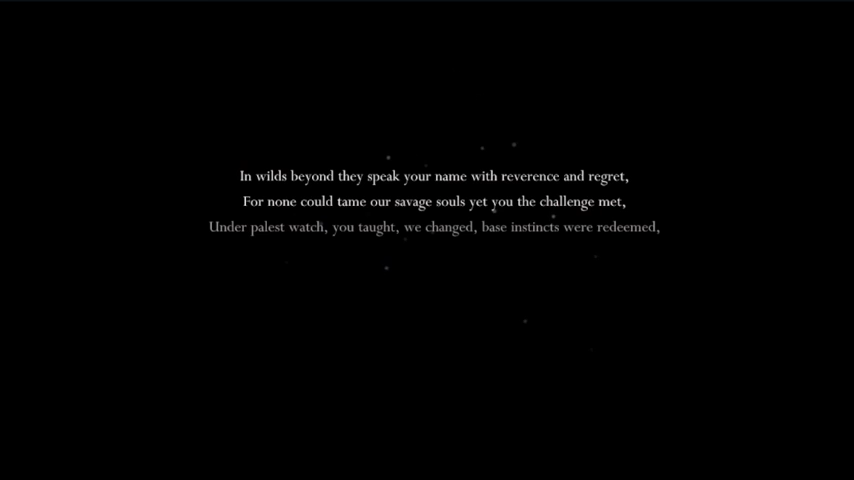 In wilds beyond they speak your name with reverence and regret,
For none could tame our savage souls yet you the challenge met,
Under palest watch, you taught, we changed, base instincts were redeemed,